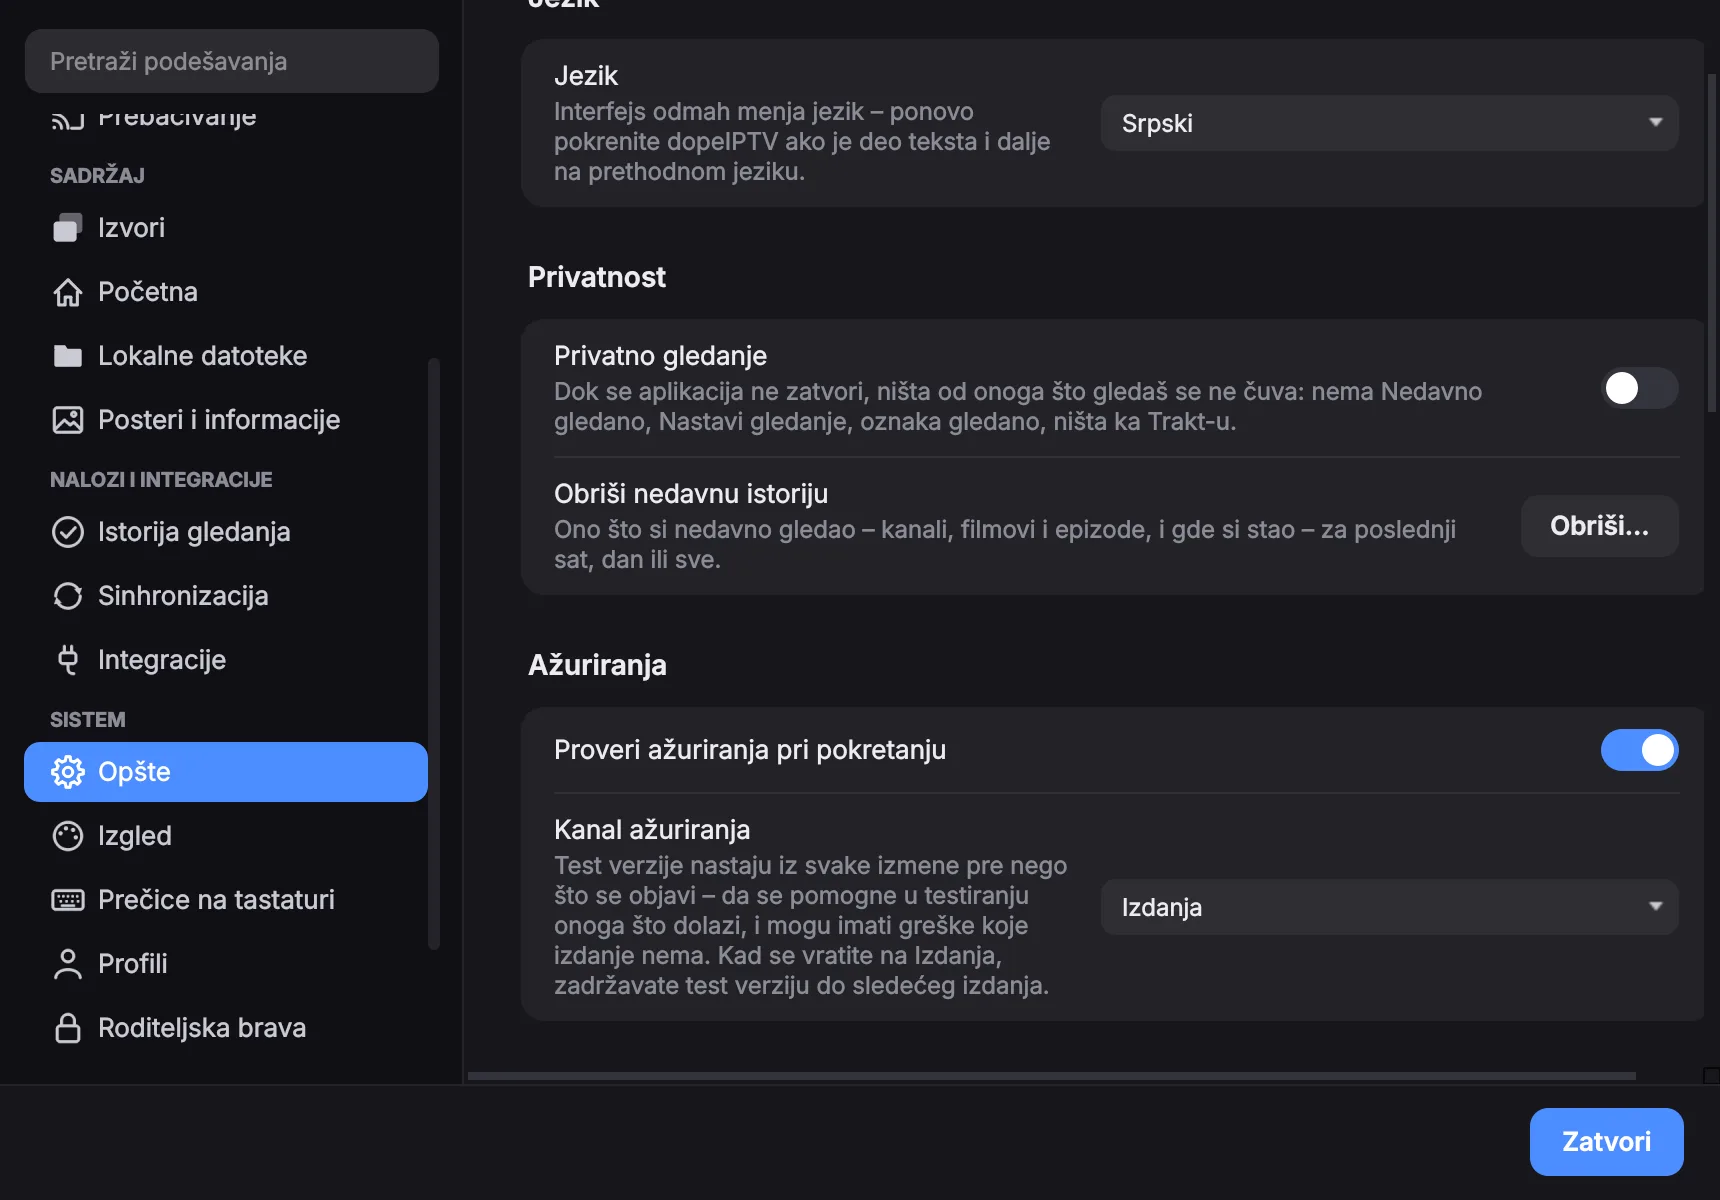 Pretraži podešavanja
Prebacivanje
SADRŽAJ
Izvori
Početna
Lokalne datoteke
Posteri i informacije
NALOZI I INTEGRACIJE
Istorija gledanja
Sinhronizacija
Integracije
SISTEM
Opšte
Izgled
Prečice na tastaturi
Profili
Roditeljska brava
Jezik
Jezik
Interfejs odmah menja jezik – ponovo
pokrenite dopeIPTV ako je deo teksta i dalje
na prethodnom jeziku.
Srpski
Privatnost
Privatno gledanje
Dok se aplikacija ne zatvori, ništa od onoga što gledaš se ne čuva: nema Nedavno
gledano, Nastavi gledanje, oznaka gledano, ništa ka Trakt-u.
Obriši nedavnu istoriju
Ono što si nedavno gledao – kanali, filmovi i epizode, i gde si stao – za poslednji
sat, dan ili sve.
Obriši...
Ažuriranja
Proveri ažuriranja pri pokretanju
Kanal ažuriranja
Test verzije nastaju iz svake izmene pre nego
što se objavi – da se pomogne u testiranju
onoga što dolazi, i mogu imati greške koje
izdanje nema. Kad se vratite na Izdanja,
zadržavate test verziju do sledećeg izdanja.
Izdanja
Zatvori